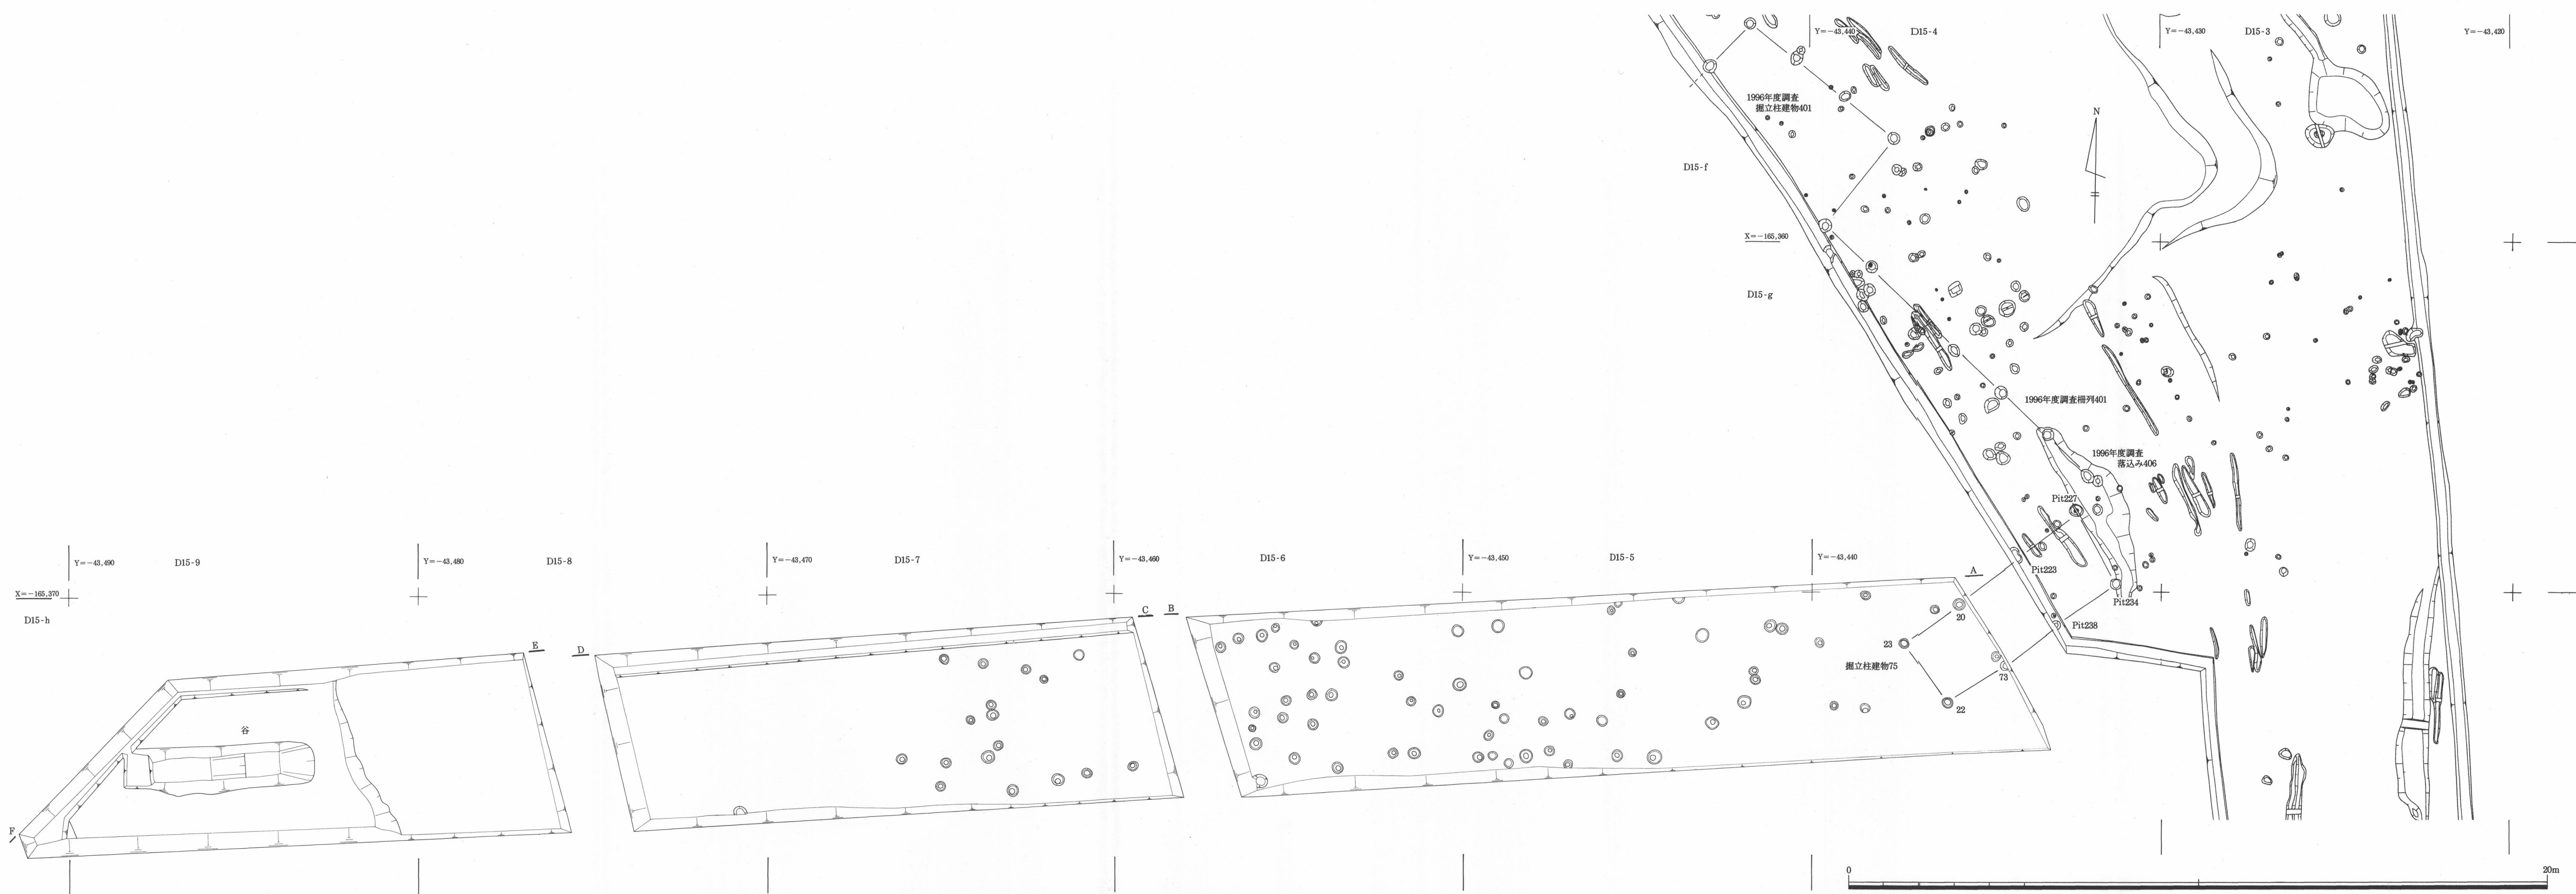 Y=−43,440
D15-4
Y=−43,430
D15-3
Y=−43,420
1996年度調査
掘立柱建物401
N
D15-f
X=−165,360
D15-g
1996年度調査柵列401
1996年度調査
落込み406
Pit227
Y=−43,490
D15-9
Y=−43,480
D15-8
Y=−43,470
D15-7
Y=−43,460
D15-6
Y=−43,450
D15-5
Y=−43,440
Pit223
A
X=−165,370
D15-h
C
B
20
Pit234
Pit238
E
D
23
掘立柱建物75
73
22
谷
F
0
20m